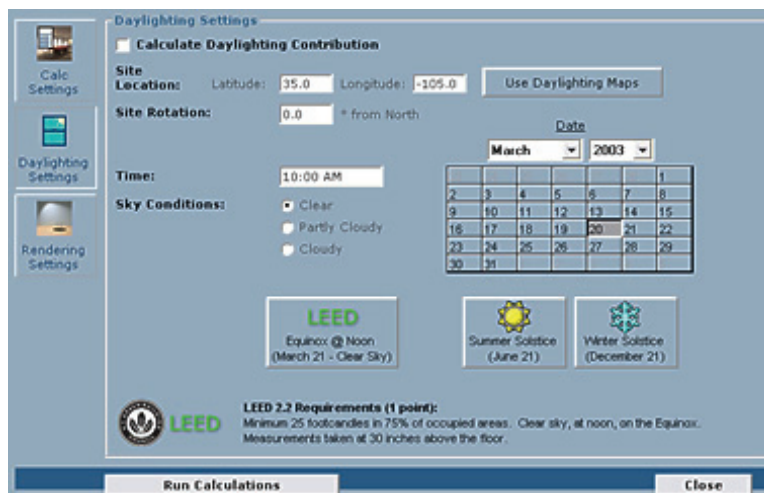 Daylighting Settings
Calculate Daylighting Contribution
Calc
Settings
Site
Location: Latitude: 35.0 Longitude: -105.0 Use Daylighting Maps
Site Rotation: 0.0 ° from North
Date
March 2003
Daylighting
Settings
Time: 10:00 AM
1
2 3 4 5 6 7 8
Sky Conditions: Clear
9 10 11 12 13 14 15
Partly Cloudy
16 17 18 19 20 21 22
Cloudy
23 24 25 26 27 28 29
30 31
Rendering
Settings
LEED
Equinox @ Noon
(March 21 - Clear Sky)
Summer Solstice
(June 21)
Winter Solstice
(December 21)
LEED
LEED 2.2 Requirements (1 point):
Minimum 25 footcandles in 75% of occupied areas. Clear sky, at noon, on the Equinox.
Measurements taken at 30 inches above the floor.
Run Calculations
Close